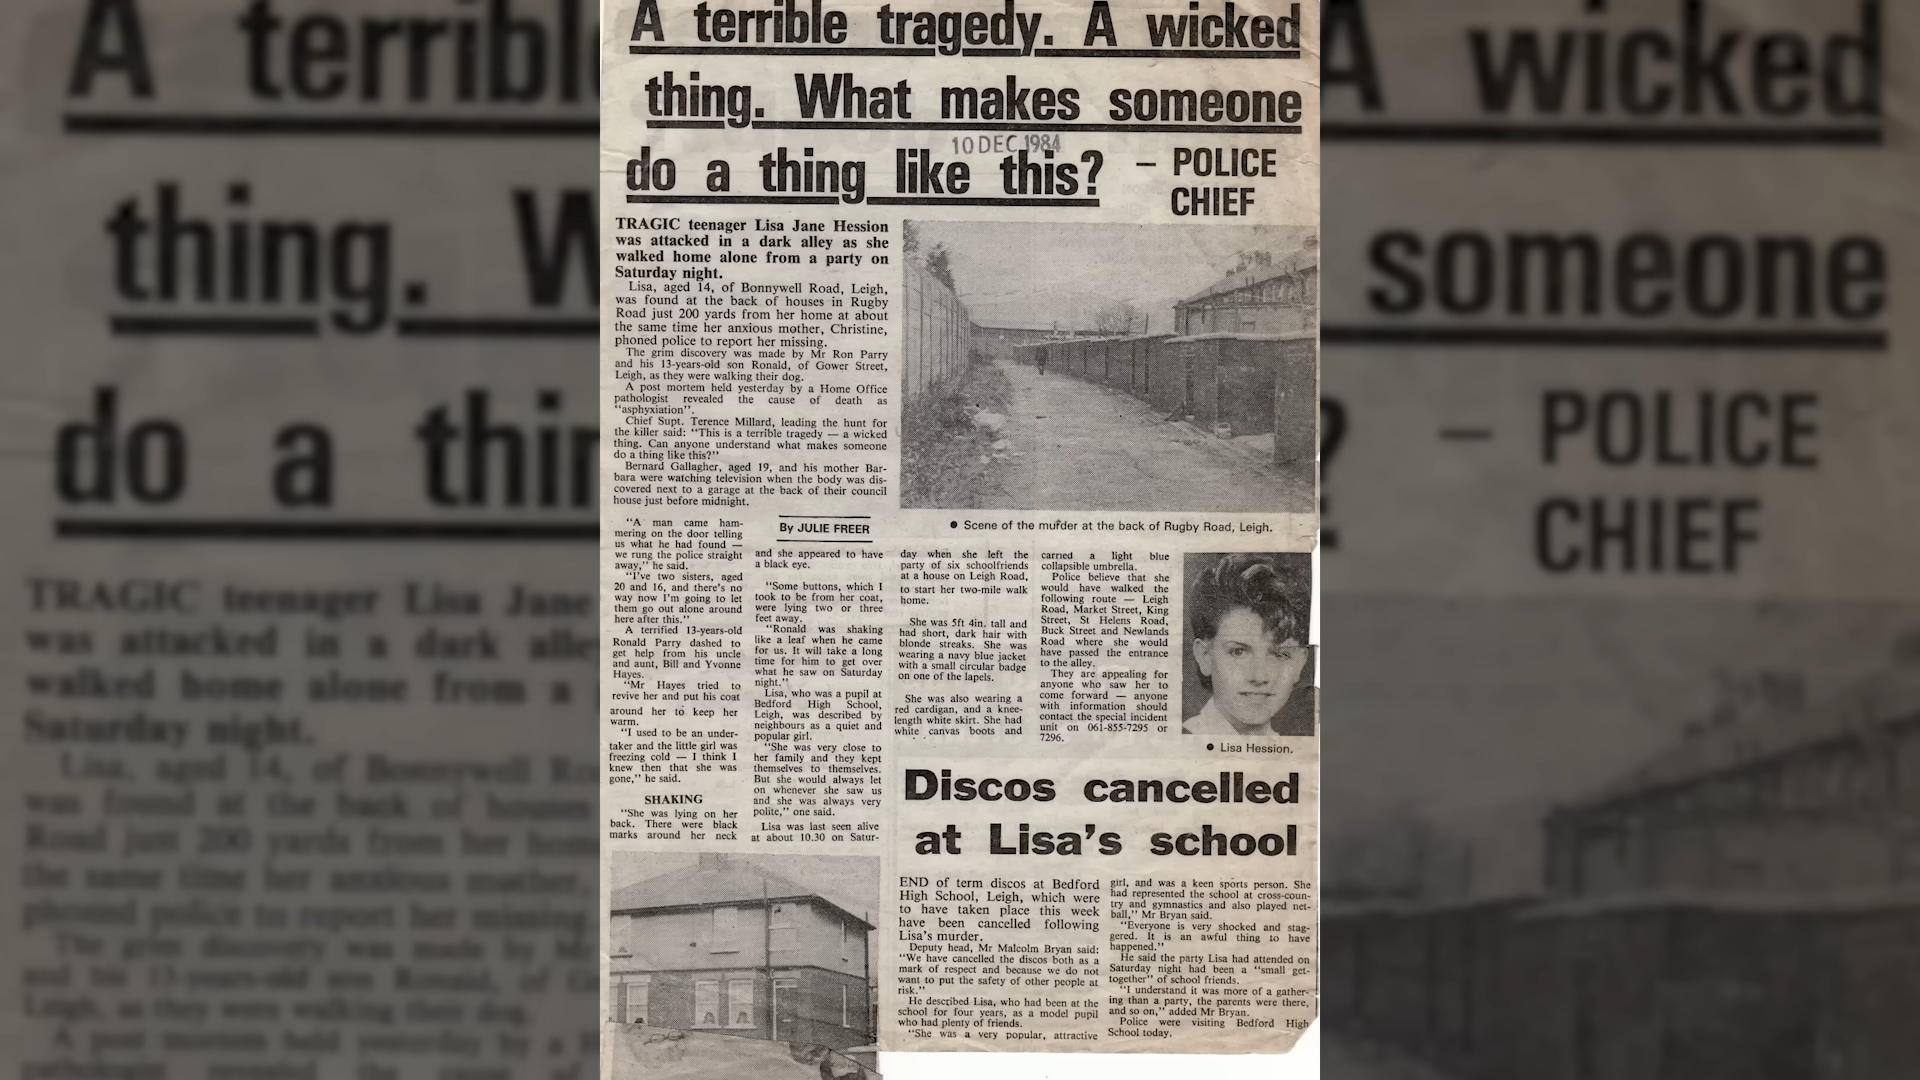 A terrible tragedy. A wicked
thing. What makes someone
10 DEC 1984
do a thing like this? – POLICE
CHIEF
TRAGIC teenager Lisa Jane Hession
was attacked in a dark alley as she
walked home alone from a party on
Saturday night.
Lisa, aged 14, of Bonnywell Road, Leigh,
was found at the back of houses in Rugby
Road just 200 yards from her home at about
the same time her anxious mother, Christine,
phoned police to report her missing.
The grim discovery was made by Mr Ron Parry
and his 13-years-old son Ronald, of Gower Street,
Leigh, as they were walking their dog.
A post mortem held yesterday by a Home Office
pathologist revealed the cause of death as
"asphyxiation".
Chief Supt. Terence Millard, leading the hunt for
the killer said: "This is a terrible tragedy — a wicked
thing. Can anyone understand what makes someone
do a thing like this?"
Bernard Gallagher, aged 19, and his mother Bar-
bara were watching television when the body was dis-
covered next to a garage at the back of their council
house just before midnight.
"A man came ham-
mering on the door telling
us what he had found —
we rung the police straight
away," he said.
"I've two sisters, aged
20 and 16, and there's no
way now I'm going to let
them go out alone around
here after this."
A terrified 13-years-old
Ronald Parry dashed to
get help from his uncle
and aunt, Bill and Yvonne
Hayes.
"Mr Hayes tried to
revive her and put his coat
around her to keep her
warm.
"I used to be an under-
taker and the little girl was
freezing cold — I think I
knew then that she was
gone," he said.
SHAKING
"She was lying on her
back. There were black
marks around her neck
By JULIE FREER
and she appeared to have
a black eye.
"Some buttons, which I
took to be from her coat,
were lying two or three
feet away.
"Ronald was shaking
like a leaf when he came
for us. It will take a long
time for him to get over
what he saw on Saturday
night."
Lisa, who was a pupil at
Bedford High School,
Leigh, was described by
neighbours as a quiet and
popular girl.
"She was very close to
her family and they kept
themselves to themselves.
But she would always let
on whenever she saw us
and she was always very
polite," one said.
Lisa was last seen alive
at about 10.30 on Satur-
● Scene of the murder at the back of Rugby Road, Leigh.
day when she left the
party of six schoolfriends
at a house on Leigh Road,
to start her two-mile walk
home.
She was 5ft 4in. tall and
had short, dark hair with
blonde streaks. She was
wearing a navy blue jacket
with a small circular badge
on one of the lapels.
She was also wearing a
red cardigan, and a knee-
length white skirt. She had
white canvas boots and
carried a light blue
collapsible umbrella.
Police believe that she
would have walked the
following route — Leigh
Road, Market Street, King
Street, St Helens Road,
Buck Street and Newlands
Road where she would
have passed the entrance
to the alley.
They are appealing for
anyone who saw her to
come forward — anyone
with information should
contact the special incident
unit on 061-855-7295 or
7296.
● Lisa Hession.
Discos cancelled
at Lisa's school
END of term discos at Bedford
High School, Leigh, which were
to have taken place this week
have been cancelled following
Lisa's murder.
Deputy head, Mr Malcolm Bryan said:
"We have cancelled the discos both as a
mark of respect and because we do not
want to put the safety of other people at
risk."
He described Lisa, who had been at the
school for four years, as a model pupil
who had plenty of friends.
"She was a very popular, attractive
girl, and was a keen sports person. She
had represented the school at cross-coun-
try and gymnastics and also played net-
ball," Mr Bryan said.
"Everyone is very shocked and stag-
gered. It is an awful thing to have
happened."
He said the party Lisa had attended on
Saturday night had been a "small get-
together" of school friends.
"I understand it was more of a gather-
ing than a party, the parents were there,
and so on," added Mr Bryan.
Police were visiting Bedford High
School today.